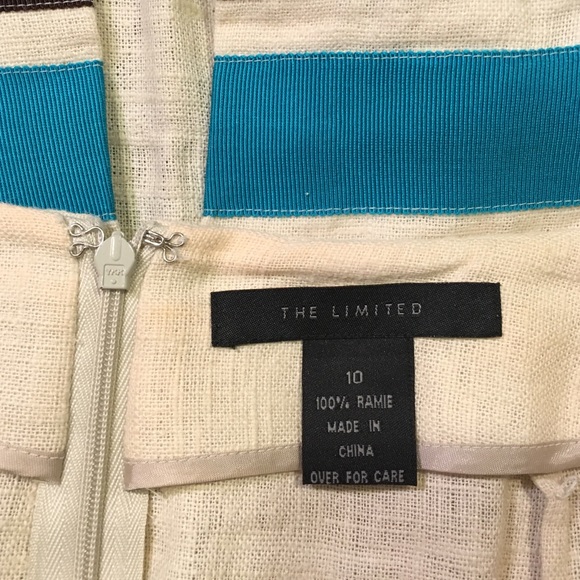 THE LIMITED
10
100% RAMIE
MADE IN
CHINA
OVER FOR CARE